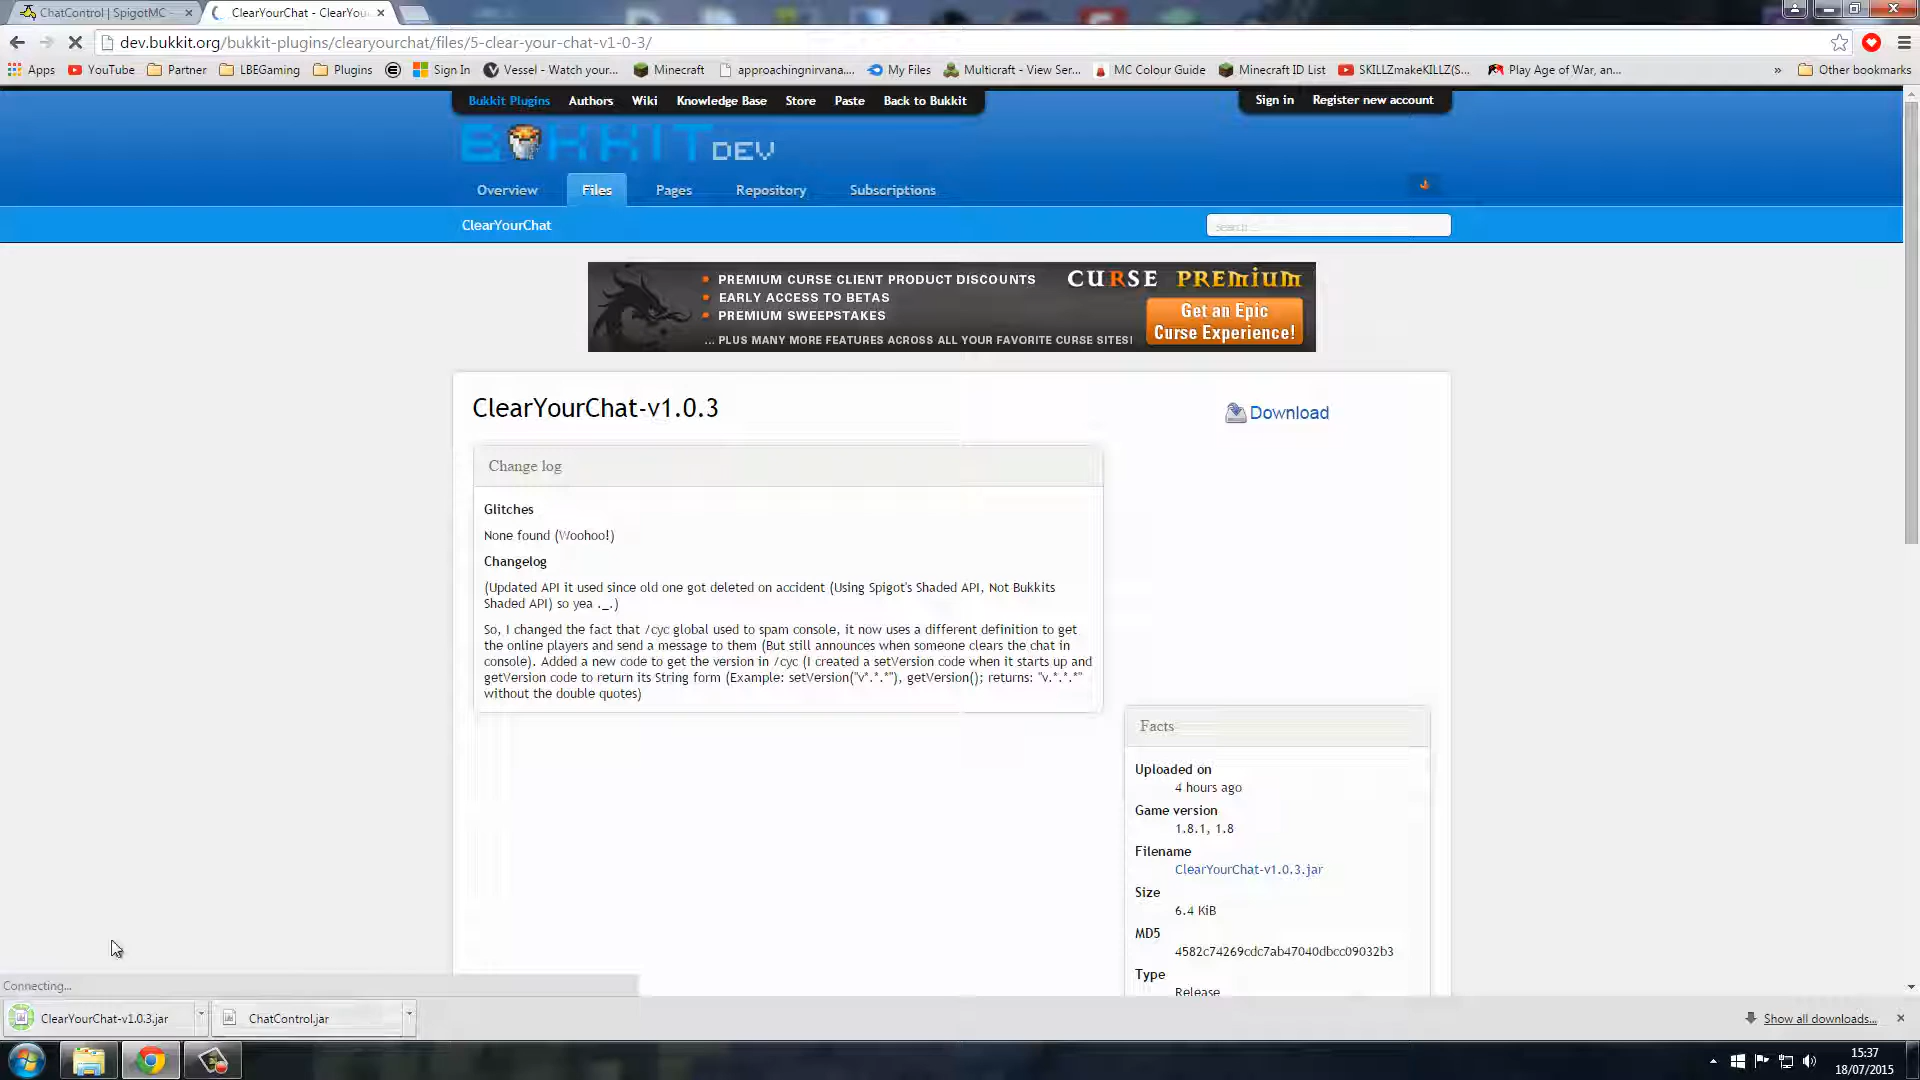 ChatControl | SpigotMC -
ClearYourChat - ClearYou
dev.bukkit.org/bukkit-plugins/clearyourchat/files/5-clear-your-chat-v1-0-3/
Apps YouTube Partner LBEGaming Plugins Sign In Vessel - Watch your... Minecraft approachingnirvana.... My Files Multicraft - View Ser... MC Colour Guide Minecraft ID List SKILLZmakeKILLZ(S... Play Age of War, an... » Other bookmarks
Bukkit Plugins Authors Wiki Knowledge Base Store Paste Back to Bukkit Sign in Register new account
BUKKIT DEV
Overview Files Pages Repository Subscriptions
ClearYourChat Search ...
PREMIUM CURSE CLIENT PRODUCT DISCOUNTS
EARLY ACCESS TO BETAS
PREMIUM SWEEPSTAKES
... PLUS MANY MORE FEATURES ACROSS ALL YOUR FAVORITE CURSE SITES!
CURSE PREMIUM
Get an Epic
Curse Experience!
ClearYourChat-v1.0.3
Download
Change log
Glitches
None found (Woohoo!)
Changelog
(Updated API it used since old one got deleted on accident (Using Spigot's Shaded API, Not Bukkits
Shaded API) so yea ._.)
So, I changed the fact that /cyc global used to spam console, it now uses a different definition to get
the online players and send a message to them (But still announces when someone clears the chat in
console). Added a new code to get the version in /cyc (I created a setVersion code when it starts up and
getVersion code to return its String form (Example: setVersion("v*.*.*"), getVersion(); returns: "v.*.*.*"
without the double quotes)
Facts
Uploaded on
4 hours ago
Game version
1.8.1, 1.8
Filename
ClearYourChat-v1.0.3.jar
Size
6.4 KiB
MD5
4582c74269cdc7ab47040dbcc09032b3
Type
Release
Connecting...
ClearYourChat-v1.0.3.jar ChatControl.jar Show all downloads...
15:37
18/07/2015